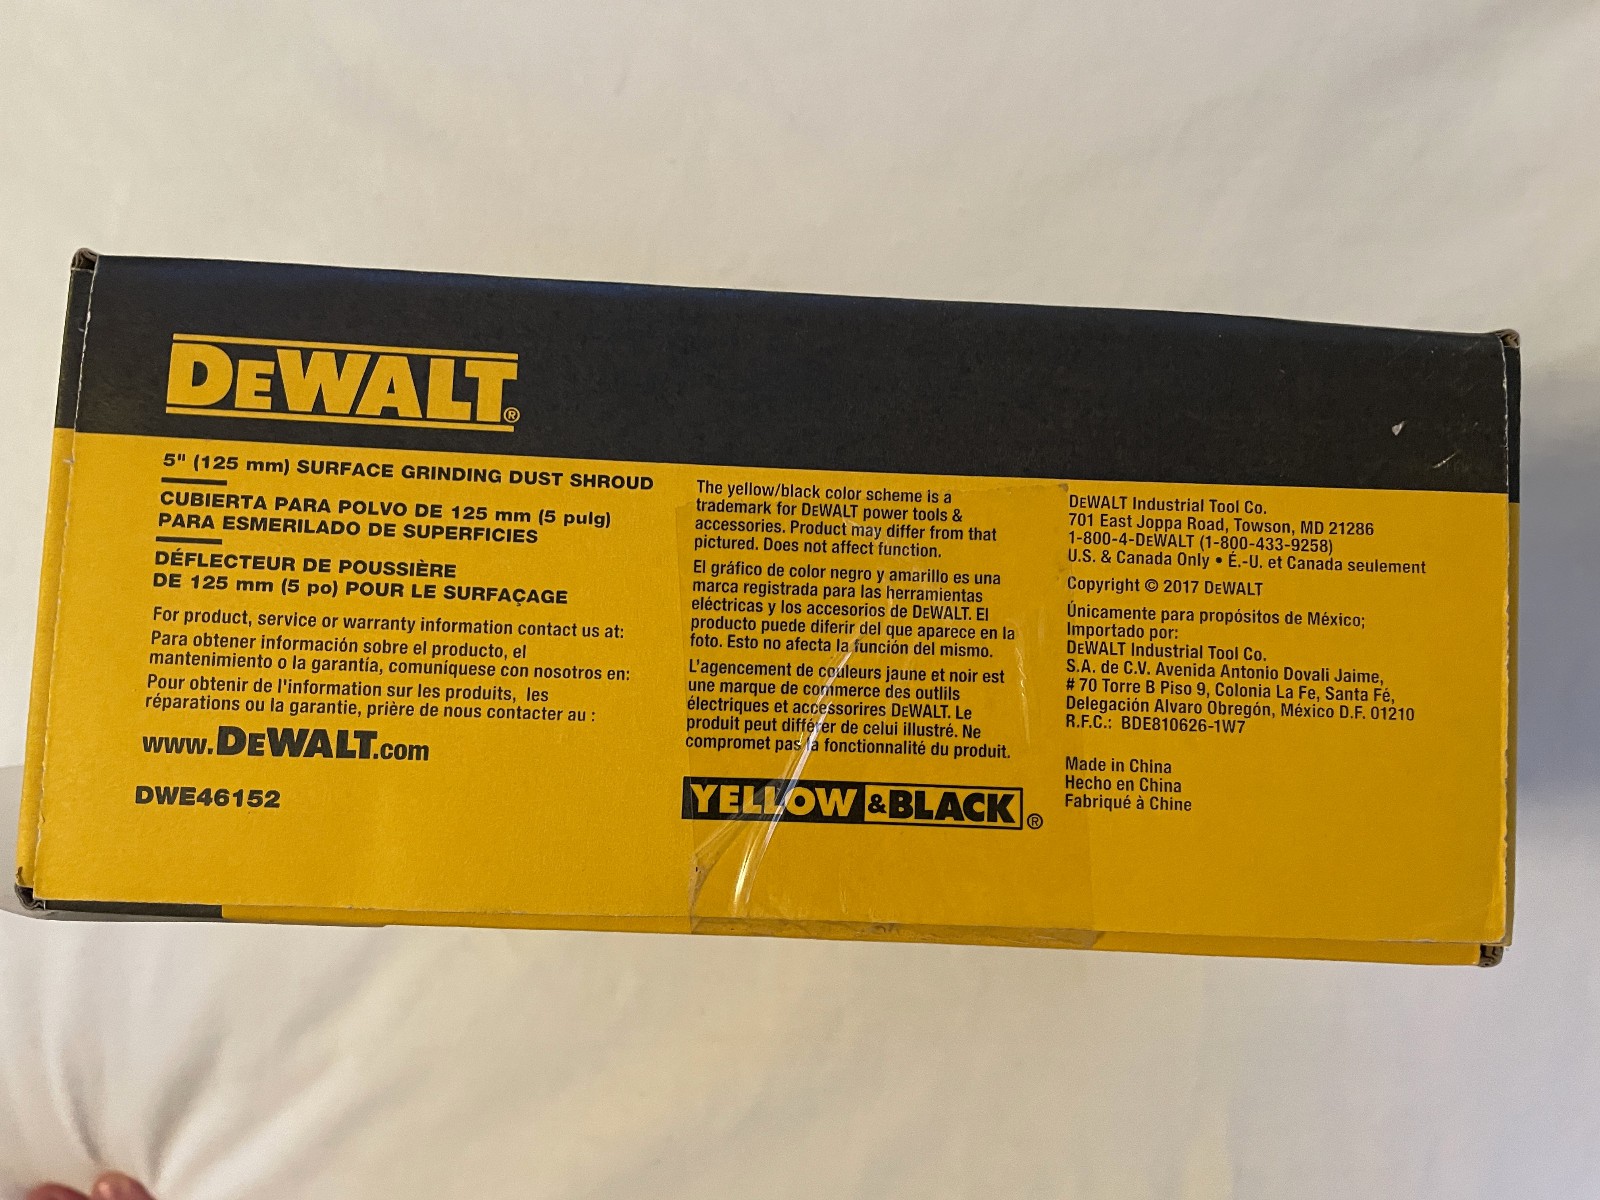 DEWALT®
5" (125 mm) SURFACE GRINDING DUST SHROUD
CUBIERTA PARA POLVO DE 125 mm (5 pulg)
PARA ESMERILADO DE SUPERFICIES
DÉFLECTEUR DE POUSSIÈRE
DE 125 mm (5 po) POUR LE SURFAÇAGE
For product, service or warranty information contact us at:
Para obtener información sobre el producto, el
mantenimiento o la garantía, comuníquese con nosotros en:
Pour obtenir de l'information sur les produits, les
réparations ou la garantie, prière de nous contacter au :
www.DEWALT.com
DWE46152
The yellow/black color scheme is a
trademark for DEWALT power tools &
accessories. Product may differ from that
pictured. Does not affect function.
El gráfico de color negro y amarillo es una
marca registrada para las herramientas
eléctricas y los accesorios de DEWALT. El
producto puede diferir del que aparece en la
foto. Esto no afecta la función del mismo.
L'agencement de couleurs jaune et noir est
une marque de commerce des outlils
électriques et accessorires DEWALT. Le
produit peut différer de celui illustré. Ne
compromet pas la fonctionnalité du produit.
YELLOW &BLACK®
DEWALT Industrial Tool Co.
701 East Joppa Road, Towson, MD 21286
1-800-4-DEWALT (1-800-433-9258)
U.S. & Canada Only • É.-U. et Canada seulement
Copyright © 2017 DEWALT
Únicamente para propósitos de México;
Importado por:
DEWALT Industrial Tool Co.
S.A. de C.V. Avenida Antonio Dovali Jaime,
# 70 Torre B Piso 9, Colonia La Fe, Santa Fé,
Delegación Alvaro Obregón, México D.F. 01210
R.F.C.: BDE810626-1W7
Made in China
Hecho en China
Fabriqué à Chine